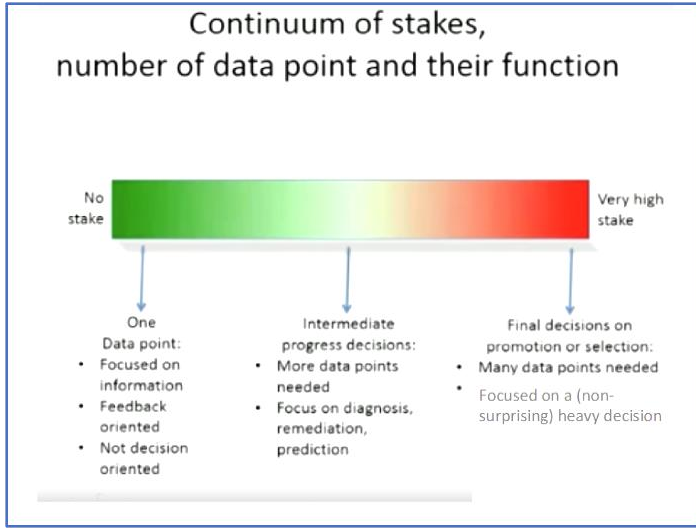 Continuum of stakes,
number of data point and their function
No
stake
Very high
stake
One
Data point:
• Focused on
information
• Feedback
oriented
• Not decision
oriented
Intermediate
progress decisions:
• More data points
needed
• Focus on diagnosis,
remediation,
prediction
Final decisions on
promotion or selection:
• Many data points needed
• Focused on a (non-
surprising) heavy decision